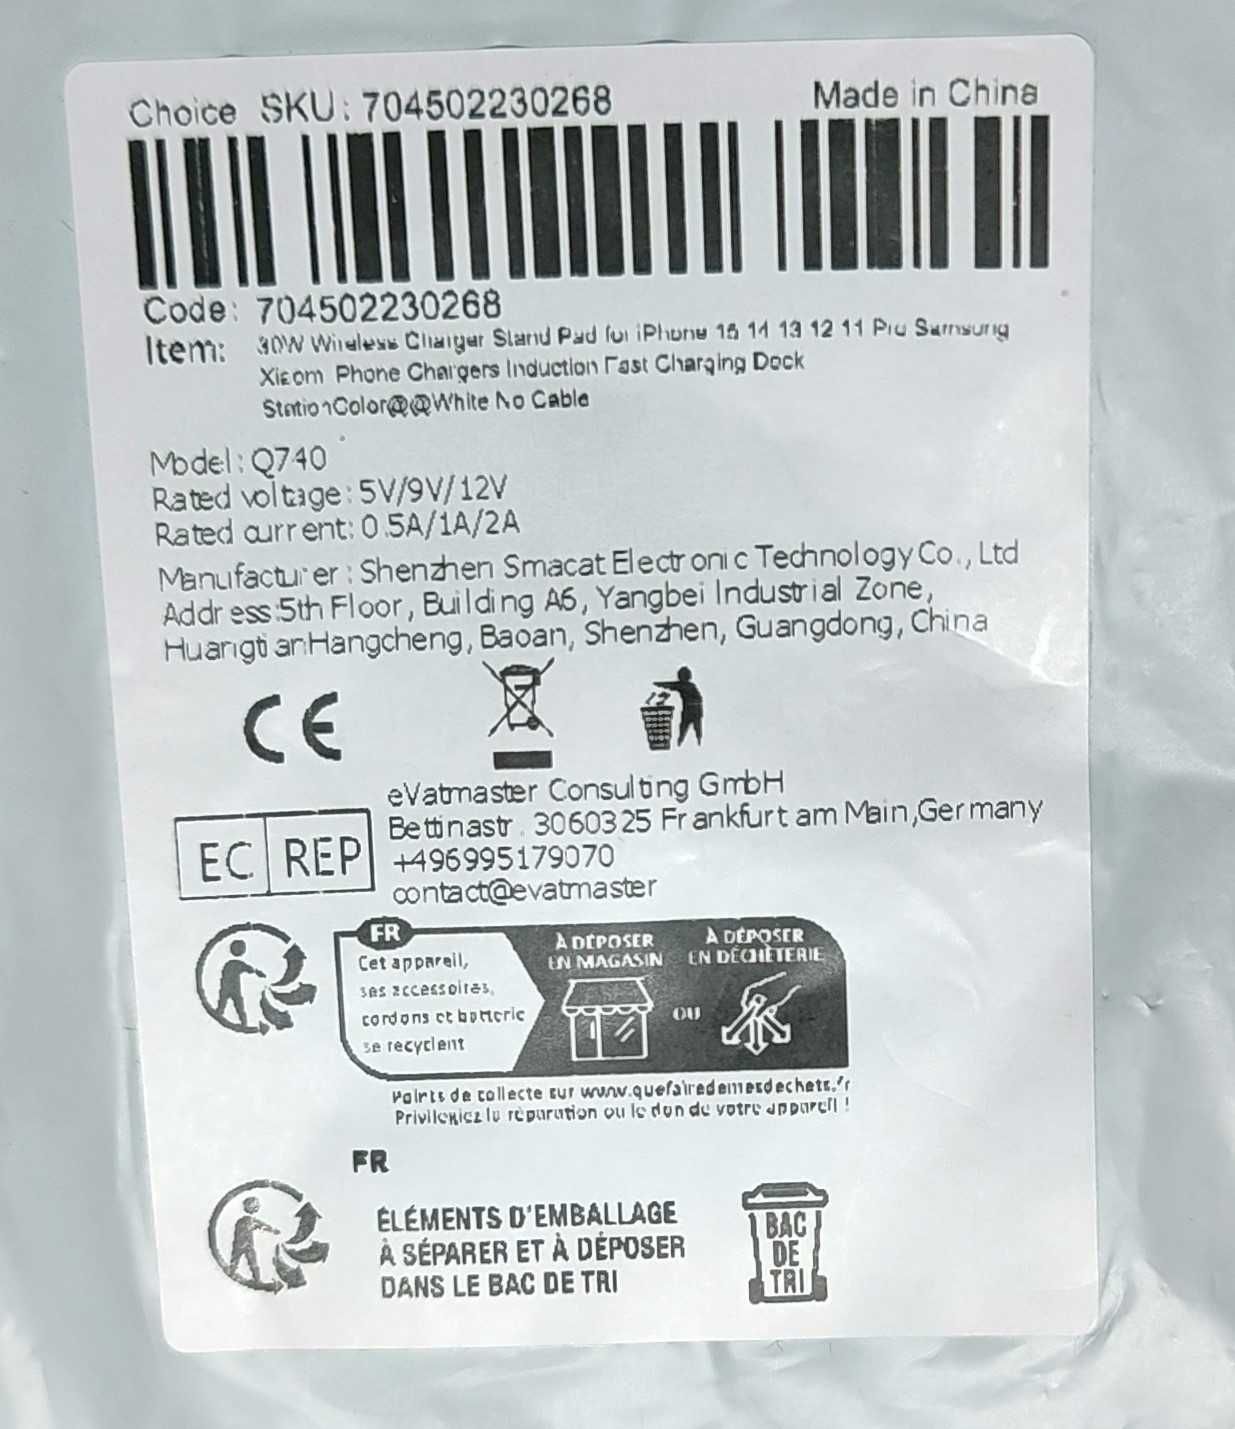 Choice SKU: 704502230268
Made in China
Code: 704502230268
Item: 30W Wireless Charger Stand Pad for iPhone 15 14 13 12 11 Pro Samsung
Xiaomi Phone Chargers Induction Fast Charging Dock
StationColor@@White No Cable
Model: Q740
Rated voltage: 5V/9V/12V
Rated current: 0.5A/1A/2A
Manufacturer: Shenzhen Smacat Electronic Technology Co., Ltd
Address:5th Floor, Building A6, Yangbei Industrial Zone,
HuangtianHangcheng, Baoan, Shenzhen, Guangdong, China
CE
eVatmaster Consulting GmbH
Bettinastr. 3060325 Frankfurt am Main,Germany
EC REP
+496995179070
contact@evatmaster
FR
Cet appareil,
ses accessoires,
cordons et batterie
se recyclent
À DÉPOSER
EN MAGASIN
OU
À DÉPOSER
EN DÉCHÈTERIE
Points de collecte sur www.quefairedemesdechets.fr
Privilégiez la réparation ou le don de votre appareil !
FR
ÉLÉMENTS D'EMBALLAGE
À SÉPARER ET À DÉPOSER
DANS LE BAC DE TRI
BAC
DE
TRI